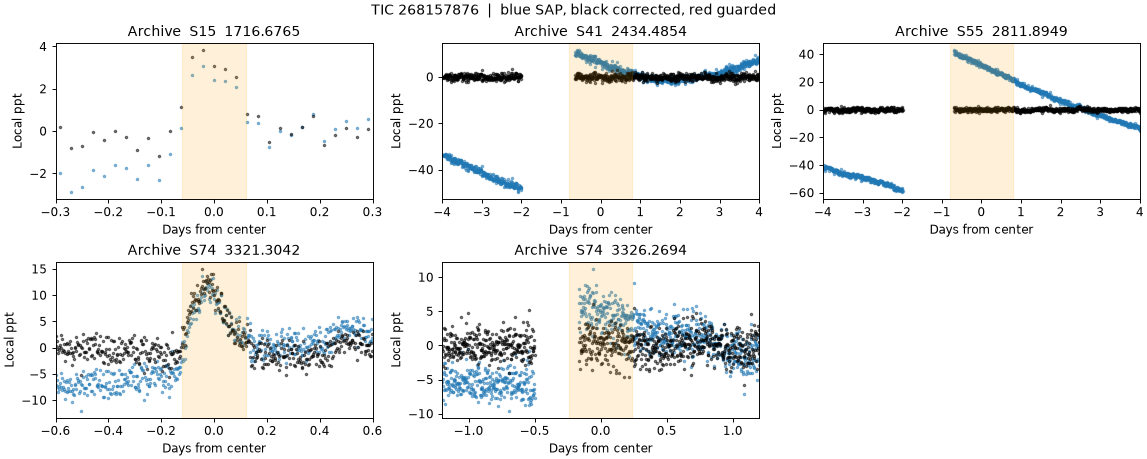 TIC 268157876 | blue SAP, black corrected, red guarded
Archive S15 1716.6765
Archive S41 2434.4854
Archive S55 2811.8949
Local ppt
4
2
0
−2
−0.3 −0.2 −0.1 0.0 0.1 0.2 0.3
Days from center
Local ppt
0
−20
−40
−4 −3 −2 −1 0 1 2 3 4
Days from center
Local ppt
40
20
0
−20
−40
−60
−4 −3 −2 −1 0 1 2 3 4
Days from center
Archive S74 3321.3042
Archive S74 3326.2694
Local ppt
15
10
5
0
−5
−10
−0.6 −0.4 −0.2 0.0 0.2 0.4 0.6
Days from center
Local ppt
10
5
0
−5
−10
−1.0 −0.5 0.0 0.5 1.0
Days from center